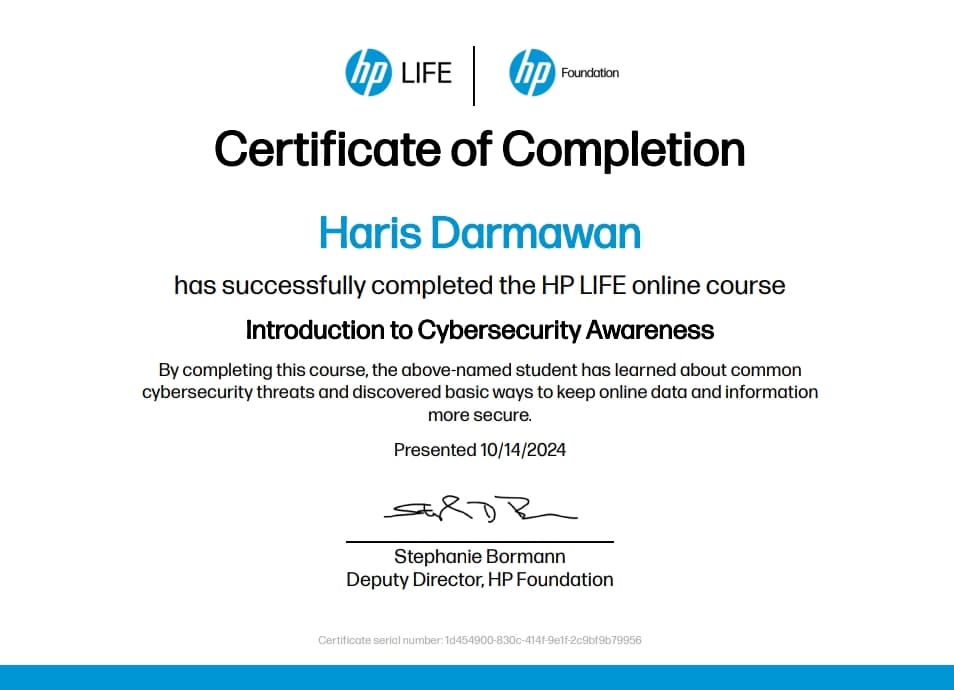 hp LIFE | hp Foundation
Certificate of Completion
Haris Darmawan
has successfully completed the HP LIFE online course
Introduction to Cybersecurity Awareness
By completing this course, the above-named student has learned about common
cybersecurity threats and discovered basic ways to keep online data and information
more secure.
Presented 10/14/2024
Stephanie Bormann
Deputy Director, HP Foundation
Certificate serial number: 1d454900-830c-414f-9e1f-2c9bf9b79956